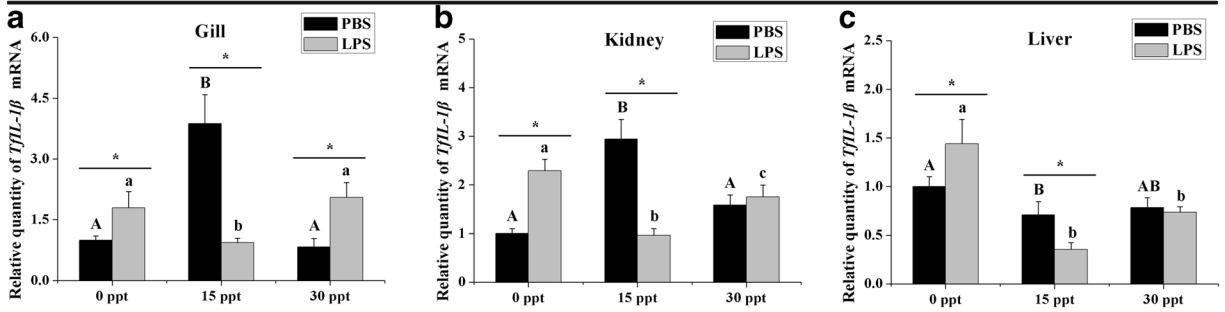 a
Gill
PBS
LPS
Relative quantity of TfIL-1β mRNA
6.0
4.5
3.0
1.5
0.0
*
A
a
*
B
b
*
A
a
0 ppt 15 ppt 30 ppt
b
Kidney
PBS
LPS
Relative quantity of TfIL-1β mRNA
5
4
3
2
1
0
*
A
a
*
B
b
A
c
0 ppt 15 ppt 30 ppt
c
Liver
PBS
LPS
Relative quantity of TfIL-1β mRNA
2.5
2.0
1.5
1.0
0.5
0.0
*
A
a
*
B
b
AB
b
0 ppt 15 ppt 30 ppt